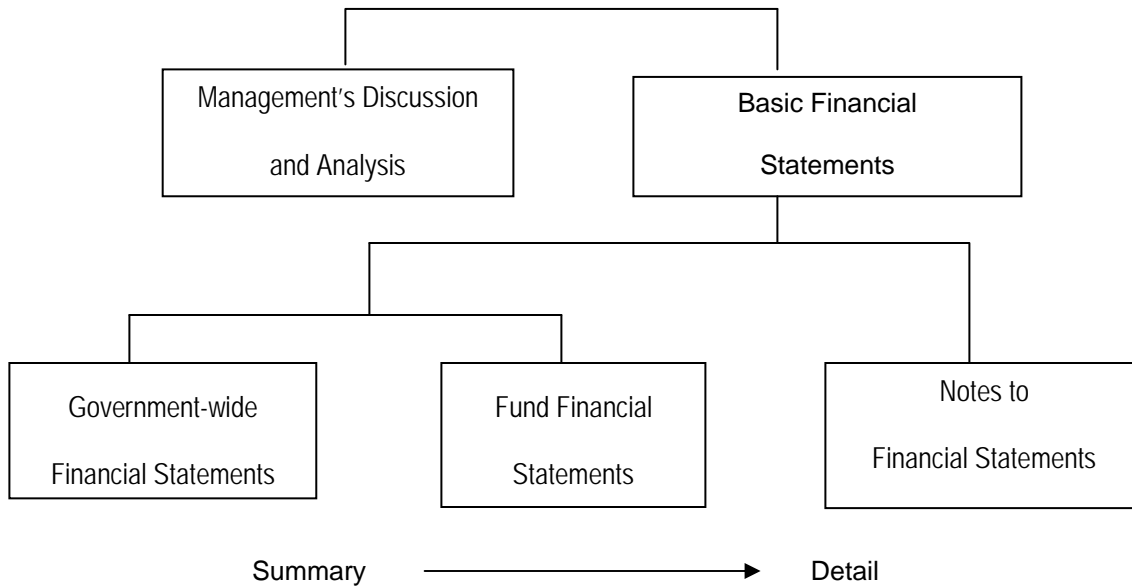 Management's Discussion
and Analysis
Basic Financial
Statements
Government-wide
Financial Statements
Fund Financial
Statements
Notes to
Financial Statements
Summary
Detail